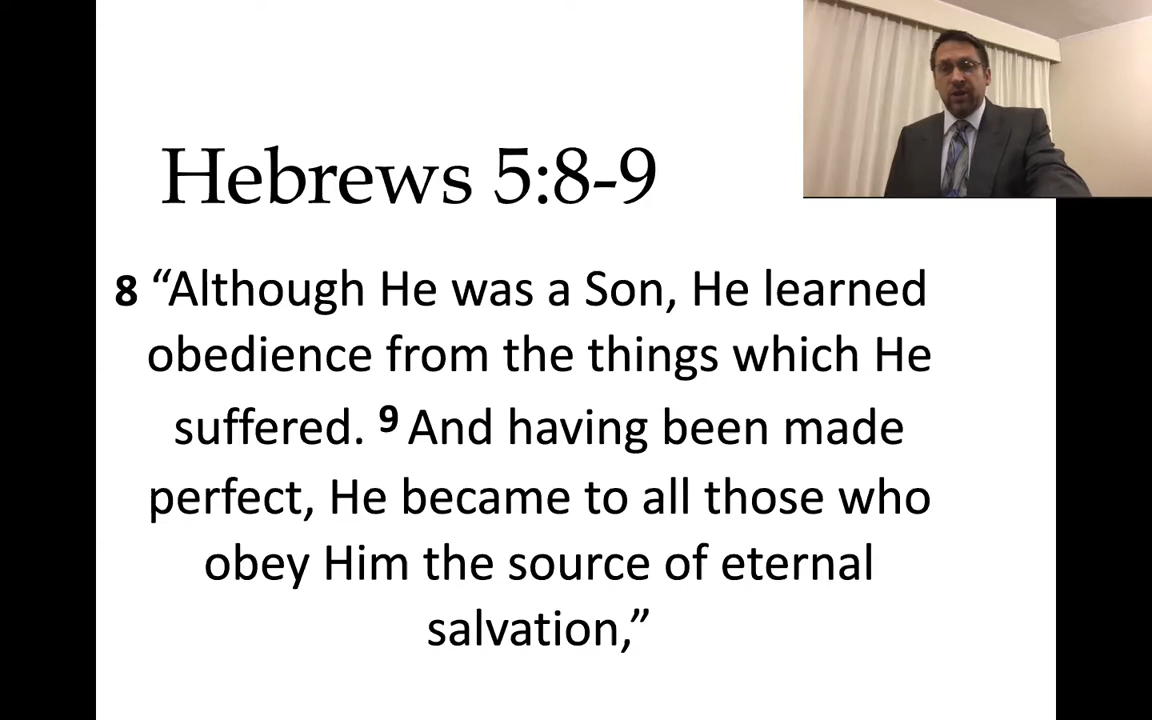 Hebrews 5:8-9
8 “Although He was a Son, He learned
obedience from the things which He
suffered. 9 And having been made
perfect, He became to all those who
obey Him the source of eternal
salvation,”